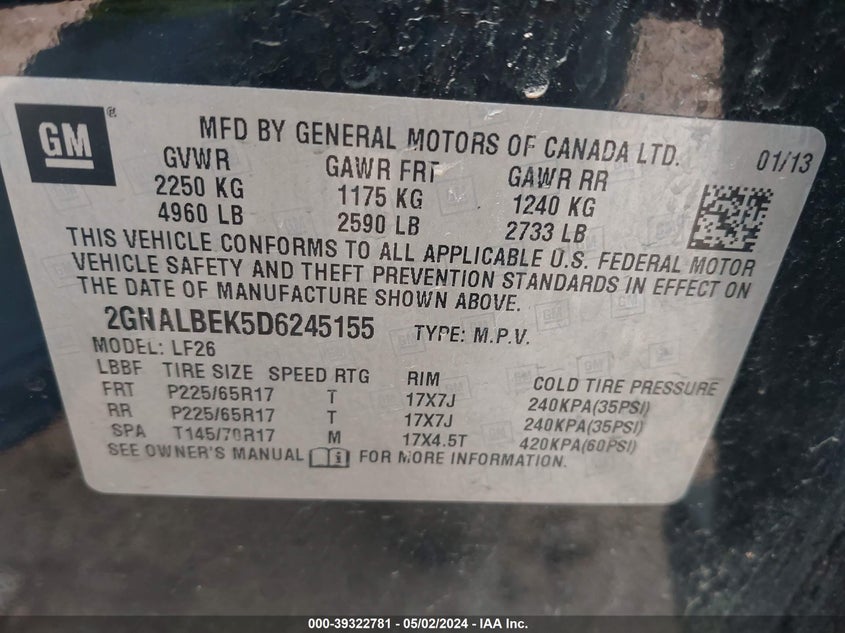 GM®
MFD BY GENERAL MOTORS OF CANADA LTD. 01/13
GVWR GAWR FRT GAWR RR
2250 KG 1175 KG 1240 KG
4960 LB 2590 LB 2733 LB
THIS VEHICLE CONFORMS TO ALL APPLICABLE U.S. FEDERAL MOTOR
VEHICLE SAFETY AND THEFT PREVENTION STANDARDS IN EFFECT ON
THE DATE OF MANUFACTURE SHOWN ABOVE.
2GNALBEK5D6245155 TYPE: M.P.V.
MODEL: LF26
LBBF TIRE SIZE SPEED RTG RIM COLD TIRE PRESSURE
FRT P225/65R17 T 17X7J 240KPA(35PSI)
RR P225/65R17 T 17X7J 240KPA(35PSI)
SPA T145/70R17 M 17X4.5T 420KPA(60PSI)
SEE OWNER'S MANUAL i FOR MORE INFORMATION.
000-39322781 - 05/02/2024 - IAA Inc.